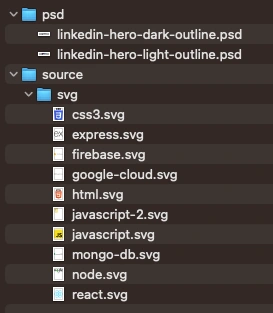 psd
linkedin-hero-dark-outline.psd
linkedin-hero-light-outline.psd
source
svg
css3.svg
express.svg
firebase.svg
google-cloud.svg
html.svg
javascript-2.svg
javascript.svg
mongo-db.svg
node.svg
react.svg